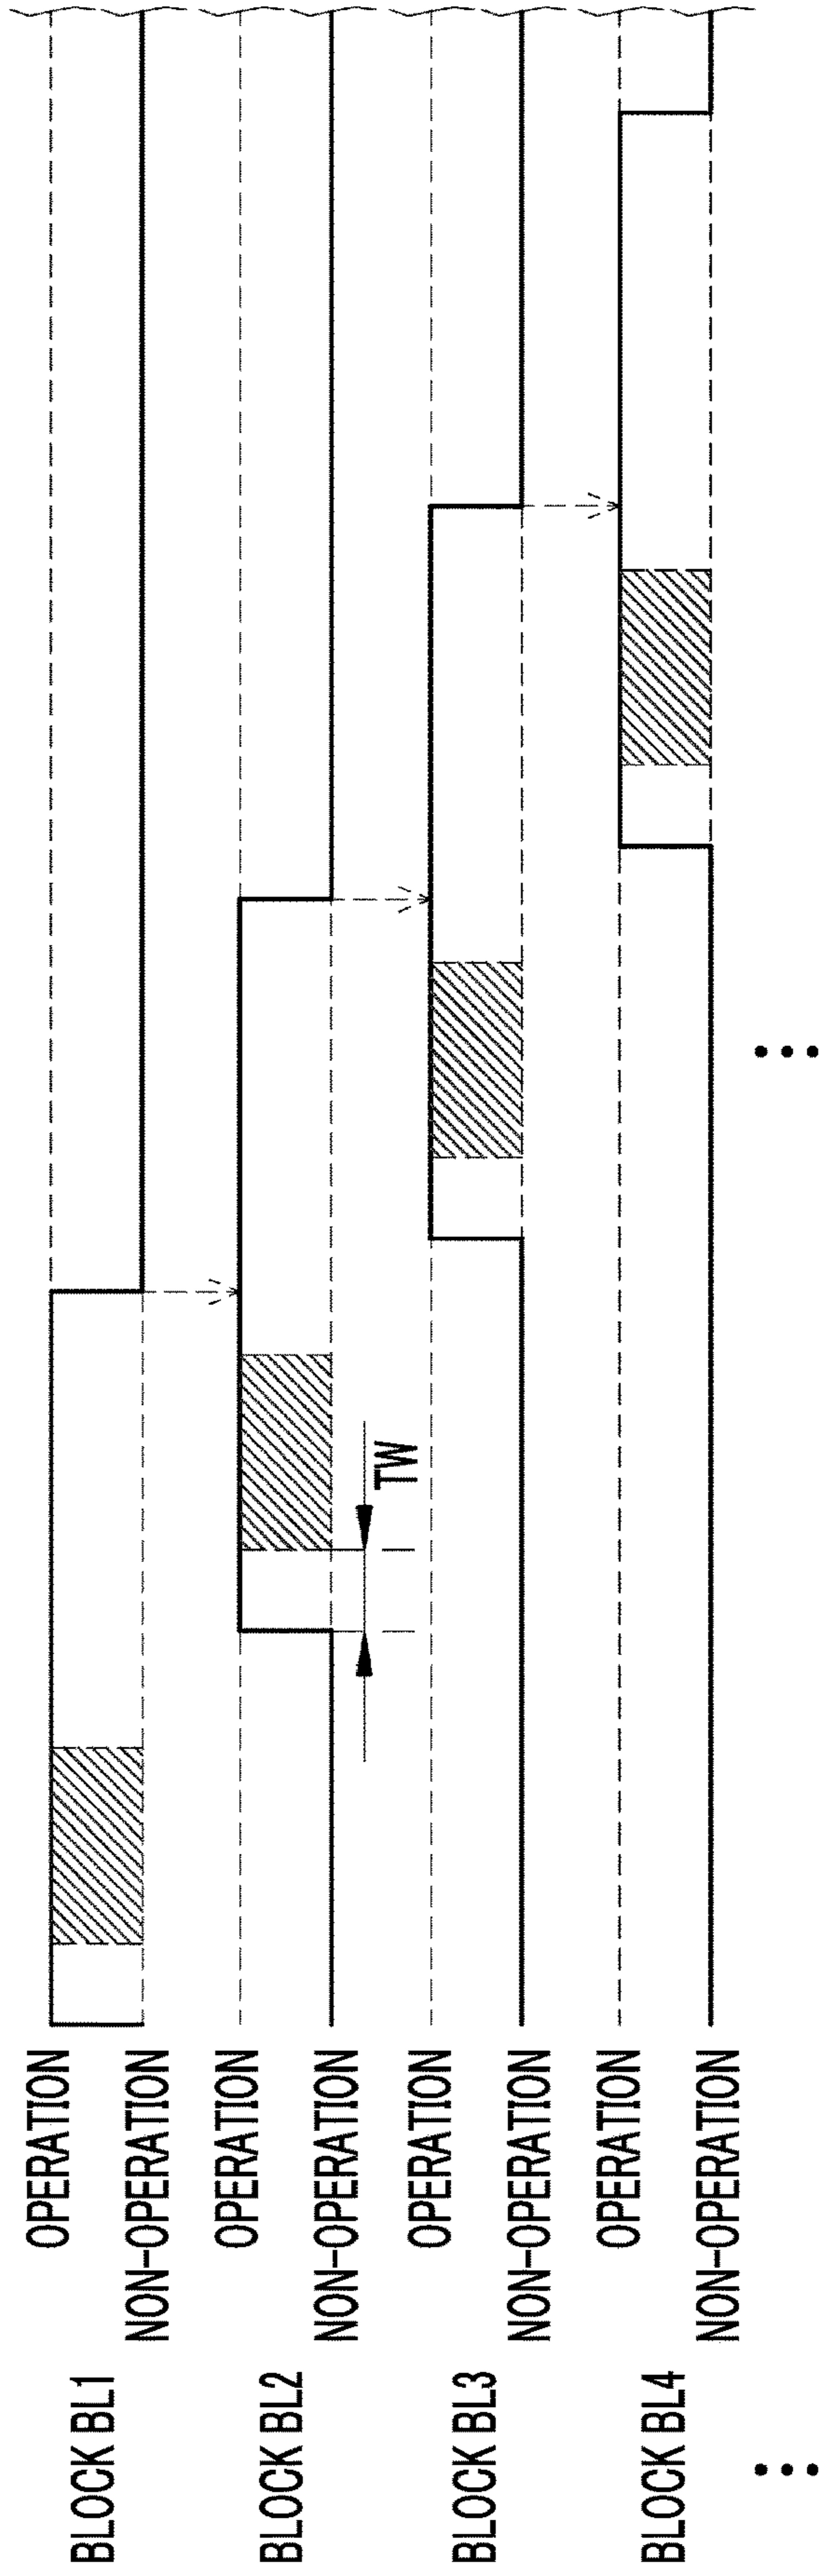 BLOCK BL1
OPERATION
NON-OPERATION
BLOCK BL2
OPERATION
NON-OPERATION
TW
BLOCK BL3
OPERATION
NON-OPERATION
BLOCK BL4
OPERATION
NON-OPERATION